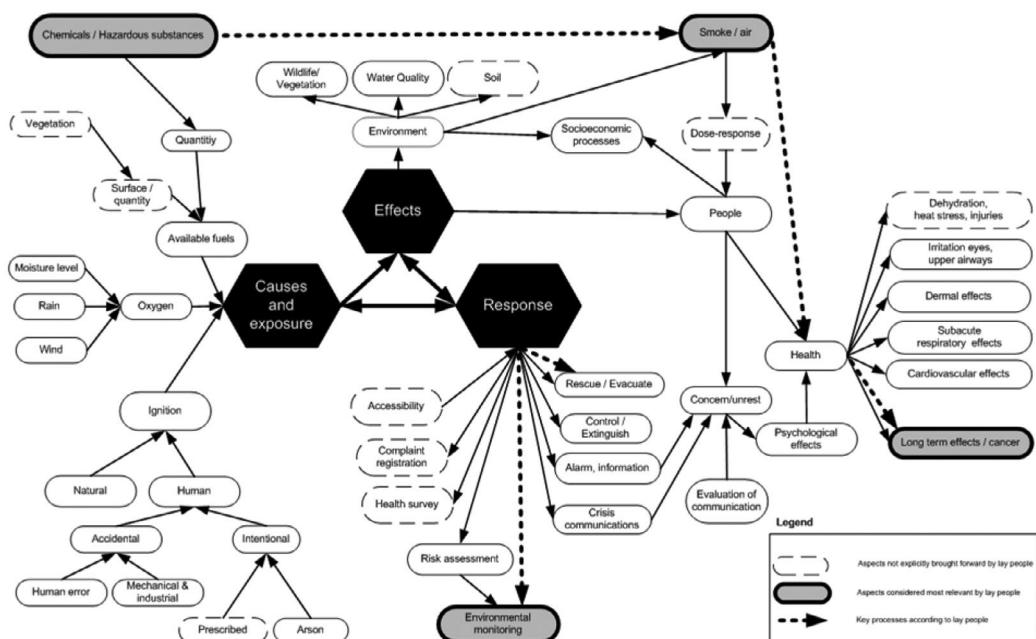 Chemicals / Hazardous substances
Smoke / air
Wildlife/
Vegetation
Water Quality
Soil
Vegetation
Quantitiy
Environment
Socioeconomic
processes
Dose-response
Surface /
quantity
Effects
People
Dehydration,
heat stress, injuries
Available fuels
Irritation eyes,
upper airways
Moisture level
Causes
and
exposure
Response
Dermal effects
Rain
Oxygen
Subacute
respiratory effects
Wind
Health
Cardiovascular effects
Rescue / Evacuate
Ignition
Accessibility
Concern/unrest
Control /
Extinguish
Psychological
effects
Long term effects / cancer
Complaint
registration
Alarm, information
Natural
Human
Health survey
Evaluation of
communication
Crisis
communications
Legend
Accidental
Intentional
Risk assessment
Aspects not explicitly brought forward by lay people
Human error
Mechanical &
industrial
Aspects considered most relevant by lay people
Prescribed
Arson
Environmental
monitoring
Key processes according to lay people